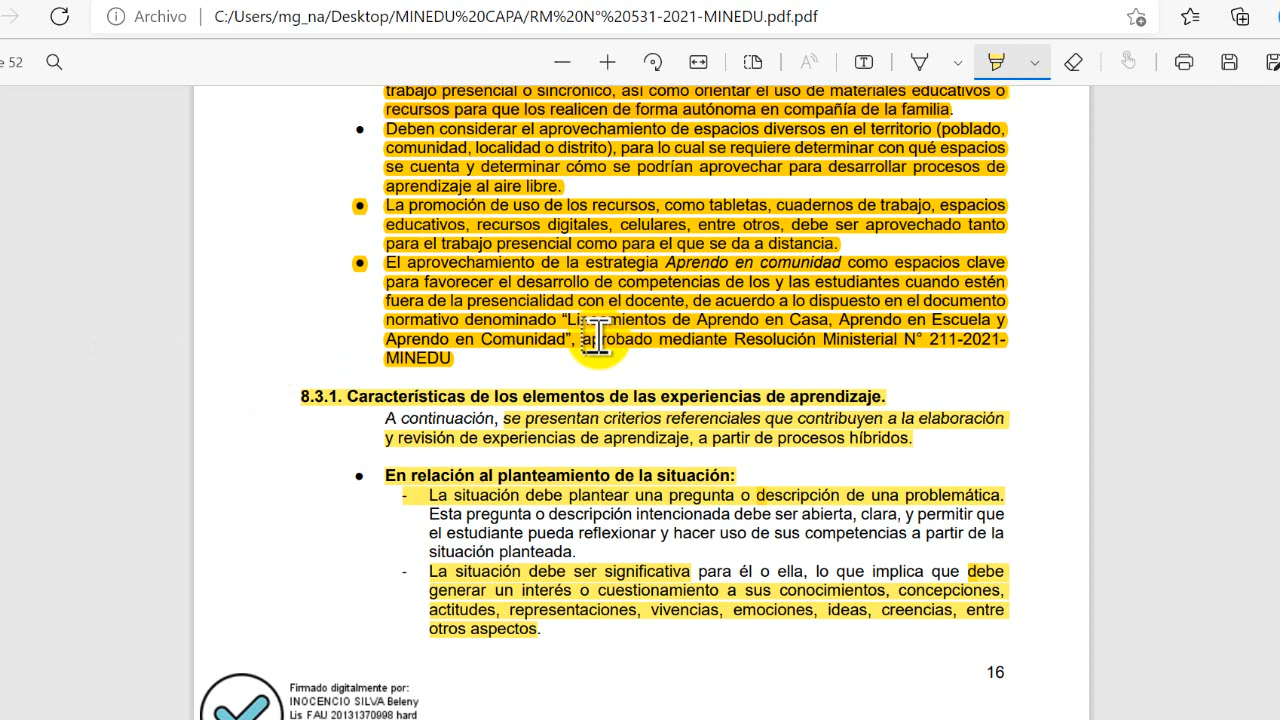 Archivo
C:/Users/mg_na/Desktop/MINEDU%20CAPA/RM%20N°%20531-2021-MINEDU.pdf.pdf
e 52
trabajo presencial o sincrónico, así como orientar el uso de materiales educativos o
recursos para que los realicen de forma autónoma en compañía de la familia.
● Deben considerar el aprovechamiento de espacios diversos en el territorio (poblado,
comunidad, localidad o distrito), para lo cual se requiere determinar con qué espacios
se cuenta y determinar cómo se podrían aprovechar para desarrollar procesos de
aprendizaje al aire libre.
● La promoción de uso de los recursos, como tabletas, cuadernos de trabajo, espacios
educativos, recursos digitales, celulares, entre otros, debe ser aprovechado tanto
para el trabajo presencial como para el que se da a distancia.
● El aprovechamiento de la estrategia Aprendo en comunidad como espacios clave
para favorecer el desarrollo de competencias de los y las estudiantes cuando estén
fuera de la presencialidad con el docente, de acuerdo a lo dispuesto en el documento
normativo denominado “Lineamientos de Aprendo en Casa, Aprendo en Escuela y
Aprendo en Comunidad”, aprobado mediante Resolución Ministerial N° 211-2021-
MINEDU
8.3.1. Características de los elementos de las experiencias de aprendizaje.
A continuación, se presentan criterios referenciales que contribuyen a la elaboración
y revisión de experiencias de aprendizaje, a partir de procesos híbridos.
● En relación al planteamiento de la situación:
- La situación debe plantear una pregunta o descripción de una problemática.
Esta pregunta o descripción intencionada debe ser abierta, clara, y permitir que
el estudiante pueda reflexionar y hacer uso de sus competencias a partir de la
situación planteada.
- La situación debe ser significativa para él o ella, lo que implica que debe
generar un interés o cuestionamiento a sus conocimientos, concepciones,
actitudes, representaciones, vivencias, emociones, ideas, creencias, entre
otros aspectos.
16
Firmado digitalmente por:
INOCENCIO SILVA Beleny
Lis FAU 20131370998 hard